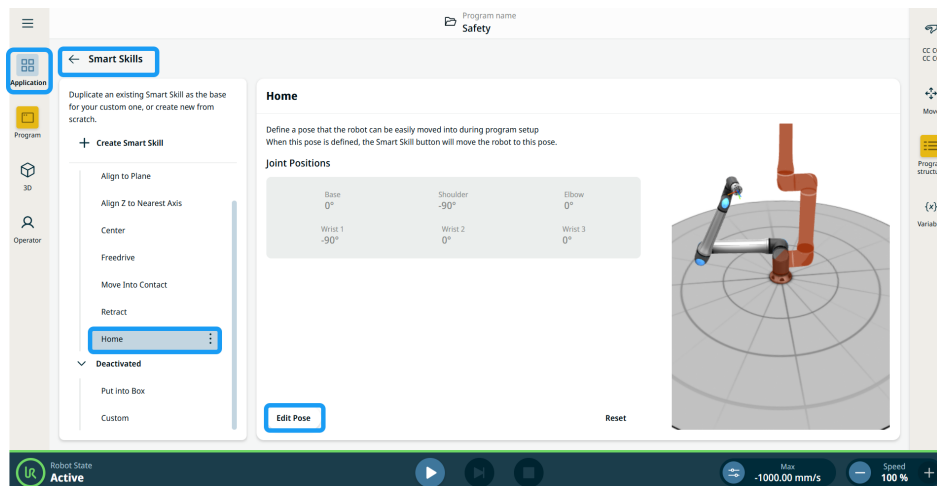 Program name
Safety
Application
Program
3D
Operator
Smart Skills
Duplicate an existing Smart Skill as the base
for your custom one, or create new from
scratch.
Create Smart Skill
Align to Plane
Align Z to Nearest Axis
Center
Freedrive
Move Into Contact
Retract
Home
Deactivated
Put into Box
Custom
Home
Define a pose that the robot can be easily moved into during program setup
When this pose is defined, the Smart Skill button will move the robot to this pose.
Joint Positions
Base Shoulder Elbow
0° -90° 0°
Wrist 1 Wrist 2 Wrist 3
-90° 0° 0°
Edit Pose Reset
{x}
UR
Robot State
Active
Max
-1000.00 mm/s
Speed
100 %